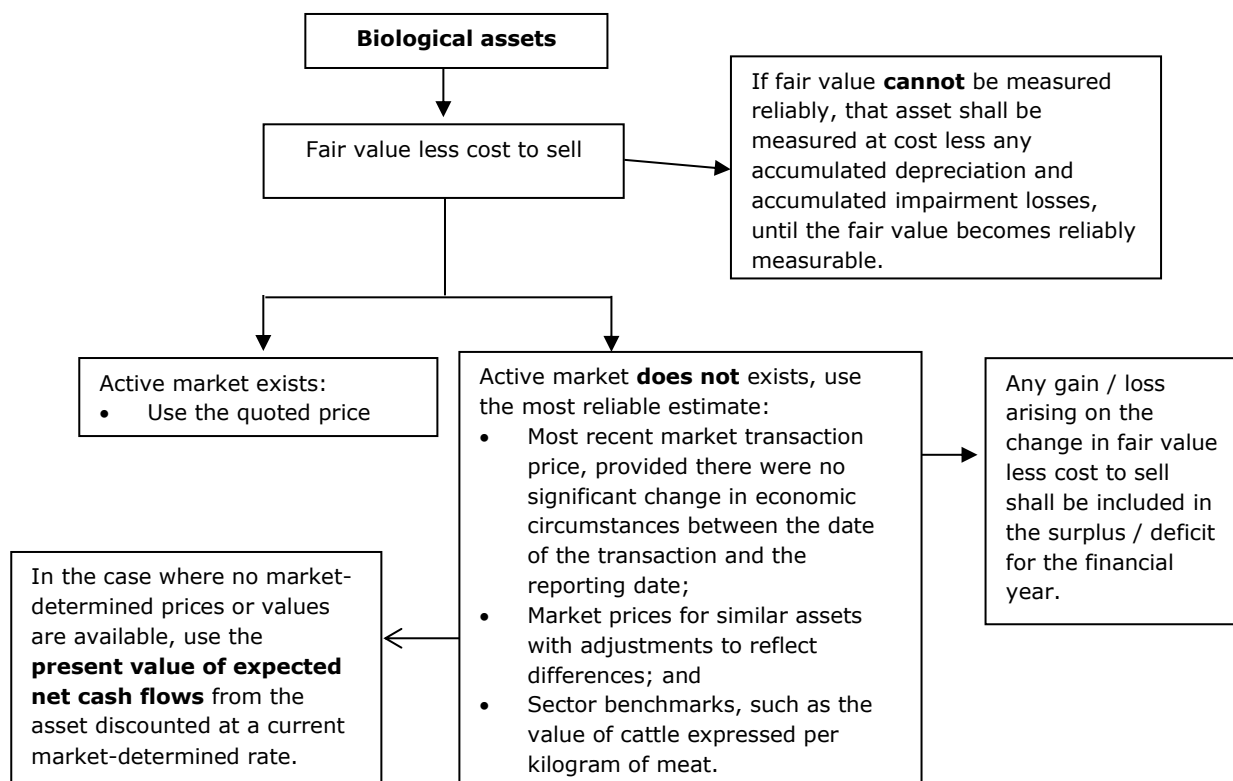 Biological assets
If fair value cannot be measured
reliably, that asset shall be
measured at cost less any
accumulated depreciation and
accumulated impairment losses,
until the fair value becomes reliably
measurable.
Fair value less cost to sell
Active market exists:
• Use the quoted price
Active market does not exists, use
the most reliable estimate:
• Most recent market transaction
price, provided there were no
significant change in economic
circumstances between the date
of the transaction and the
reporting date;
• Market prices for similar assets
with adjustments to reflect
differences; and
• Sector benchmarks, such as the
value of cattle expressed per
kilogram of meat.
Any gain / loss
arising on the
change in fair value
less cost to sell
shall be included in
the surplus / deficit
for the financial
year.
In the case where no market-
determined prices or values
are available, use the
present value of expected
net cash flows from the
asset discounted at a current
market-determined rate.